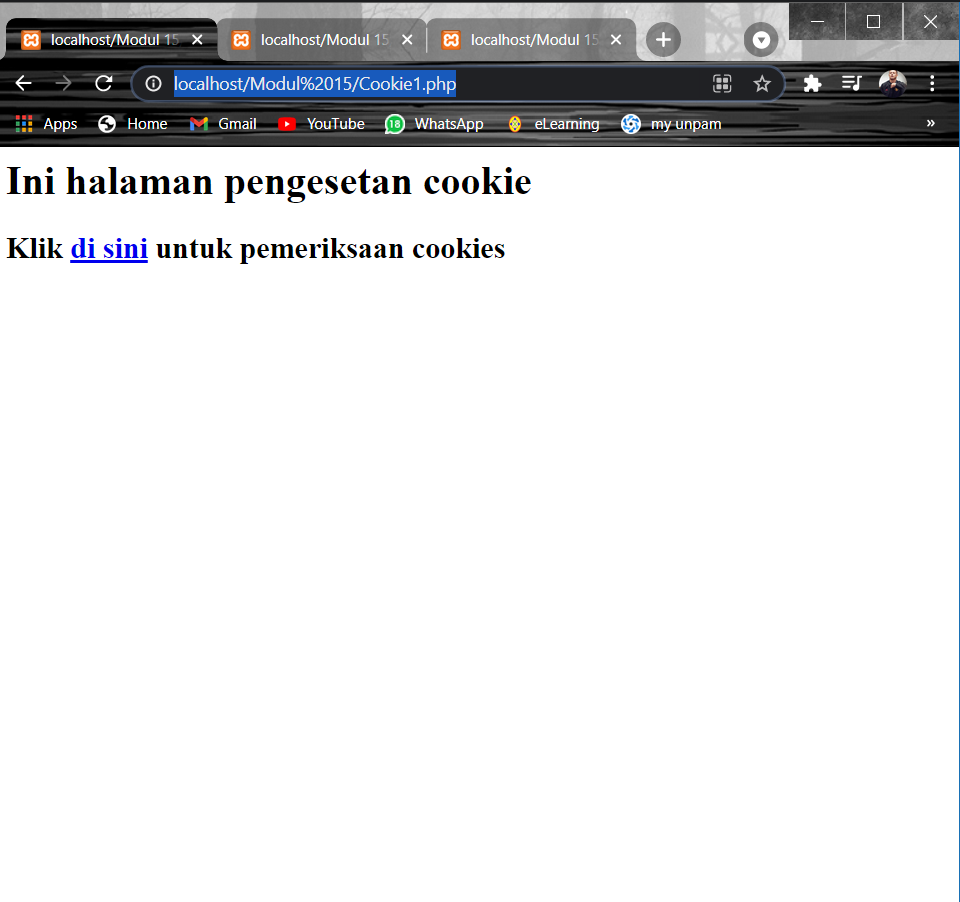 localhost/Modul 15 localhost/Modul 15 localhost/Modul 15
localhost/Modul%2015/Cookie1.php
Apps Home Gmail YouTube 18 WhatsApp eLearning my unpam »
Ini halaman pengesetan cookie
Klik di sini untuk pemeriksaan cookies